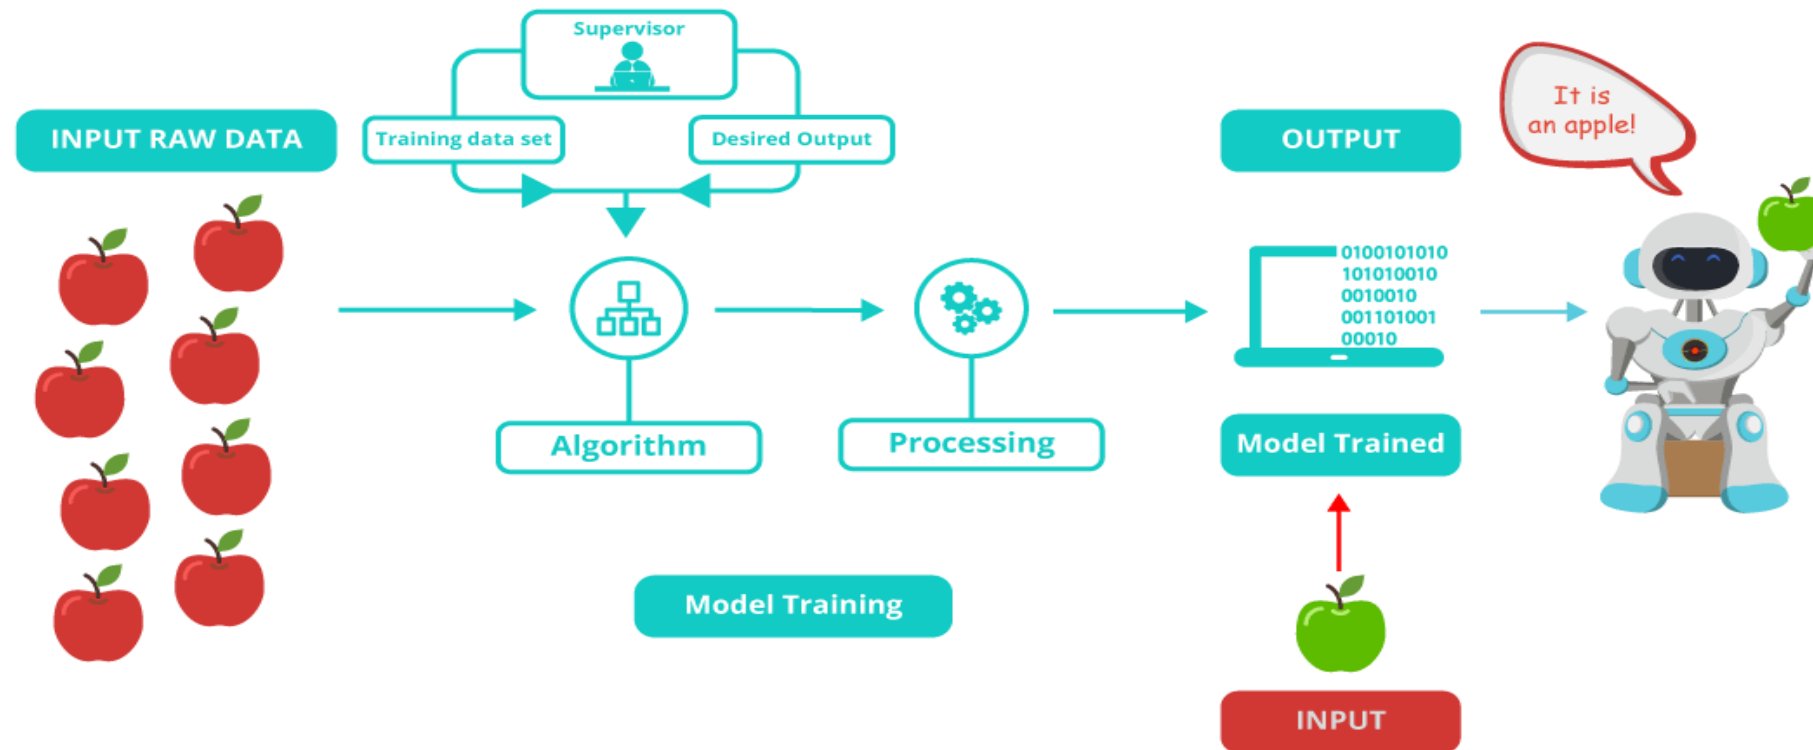 Supervisor
INPUT RAW DATA
Training data set
Desired Output
OUTPUT
It is
an apple!
0100101010
101010010
0010010
001101001
00010
Algorithm
Processing
Model Trained
Model Training
INPUT